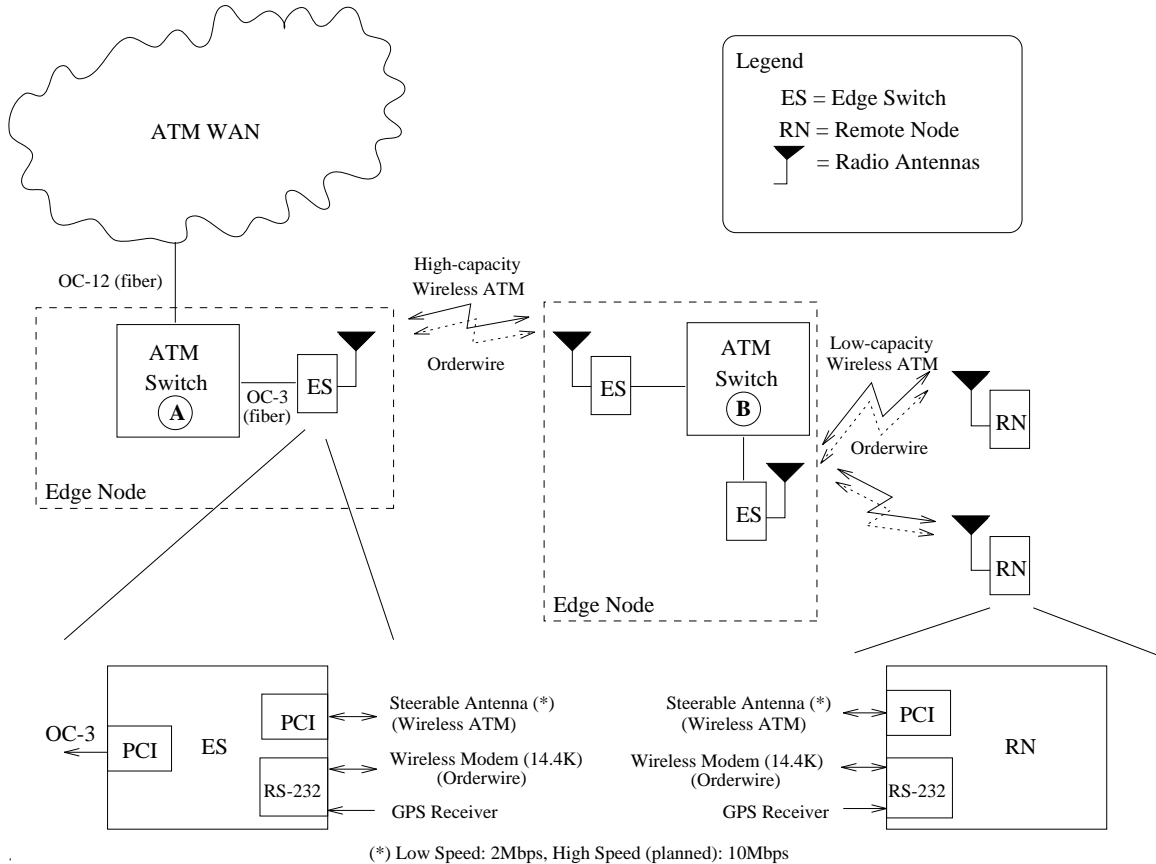 ATM WAN
Legend
ES = Edge Switch
RN = Remote Node
= Radio Antennas
OC-12 (fiber)
High-capacity
Wireless ATM
Orderwire
ATM
Switch
A
OC-3
(fiber)
ES
Edge Node
ES
ATM
Switch
B
ES
Edge Node
Low-capacity
Wireless ATM
Orderwire
RN
RN
OC-3
PCI
ES
PCI
RS-232
Steerable Antenna (*)
(Wireless ATM)
Wireless Modem (14.4K)
(Orderwire)
GPS Receiver
Steerable Antenna (*)
(Wireless ATM)
Wireless Modem (14.4K)
(Orderwire)
GPS Receiver
PCI
RS-232
RN
(*) Low Speed: 2Mbps, High Speed (planned): 10Mbps